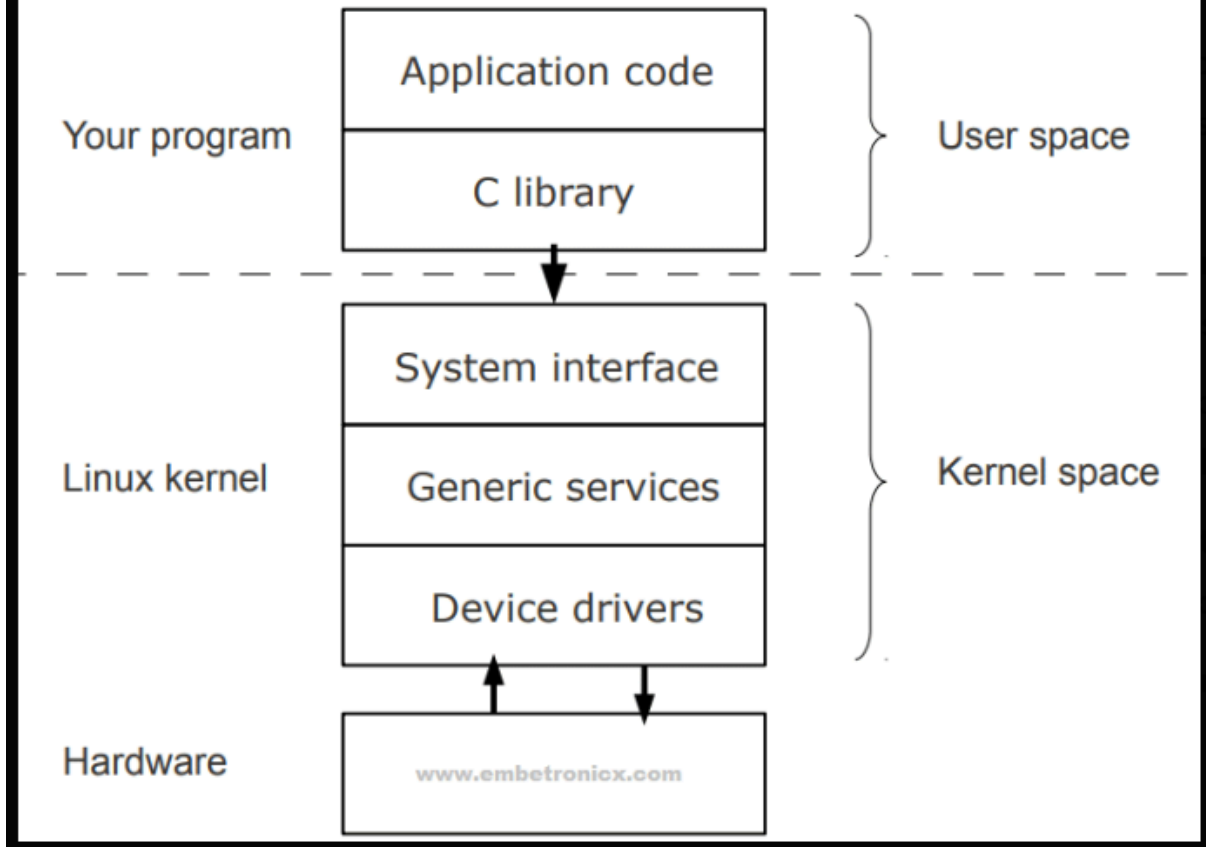 Application code
Your program
User space
C library
System interface
Linux kernel
Generic services
Kernel space
Device drivers
Hardware
www.embetronicx.com